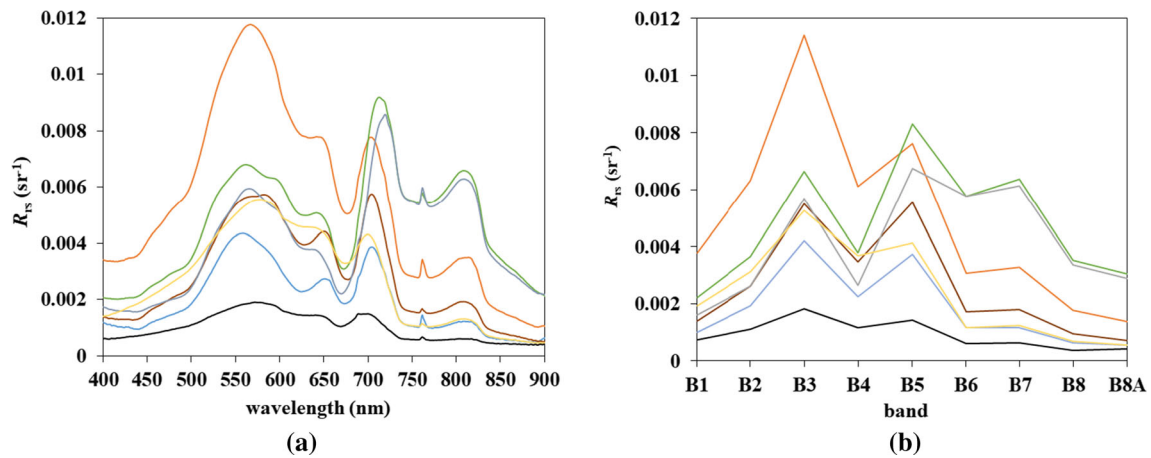 0.012
0.01
0.008
0.006
0.004
0.002
0
Rrs (sr-1)
400 450 500 550 600 650 700 750 800 850 900
wavelength (nm)
(a)
0.012
0.01
0.008
0.006
0.004
0.002
0
Rrs (sr-1)
B1 B2 B3 B4 B5 B6 B7 B8 B8A
band
(b)